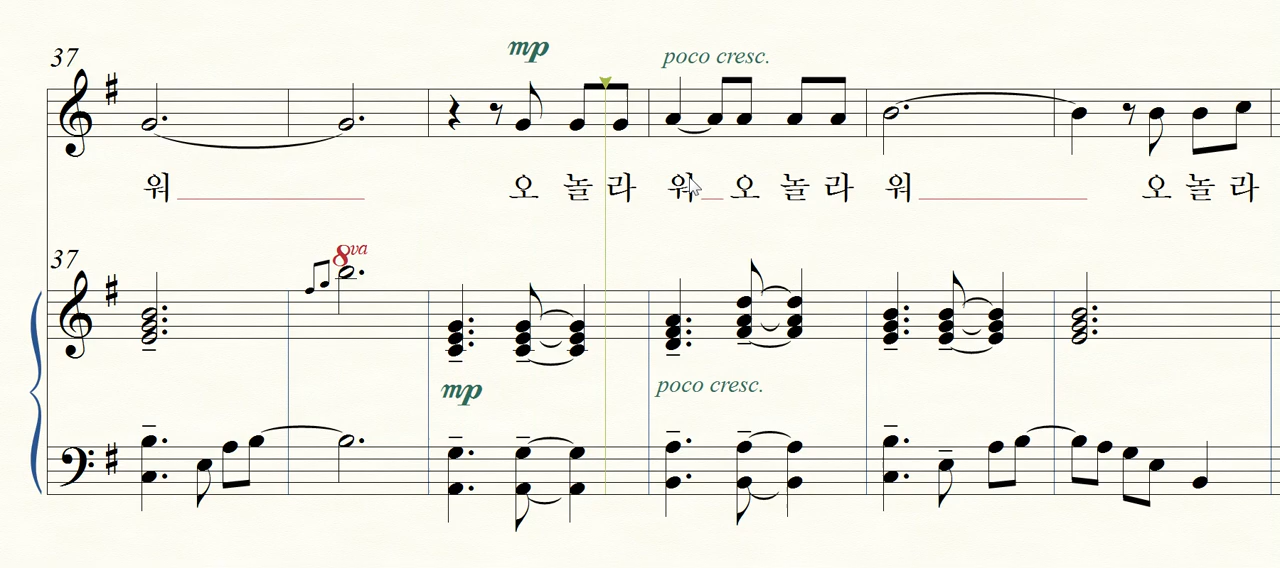 37 mp poco cresc.
워 오 놀 라 워 오 놀 라 워 오 놀 라
37 8va
mp poco cresc.